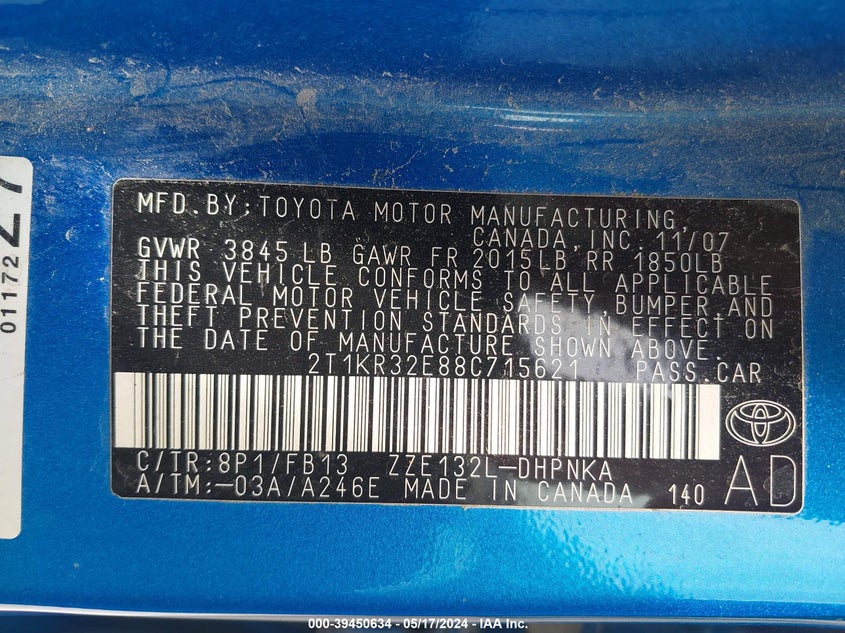 01172
27
MFD.BY:TOYOTA MOTOR MANUFACTURING,
CANADA,INC. 11/07
GVWR 3845 LB GAWR FR 2015LB RR 1850LB
THIS VEHICLE CONFORMS TO ALL APPLICABLE
FEDERAL MOTOR VEHICLE SAFETY,BUMPER,AND
THEFT PREVENTION STANDARDS IN EFFECT ON
THE DATE OF MANUFACTURE SHOWN ABOVE.
2T1KR32E88C715621 PASS.CAR
C/TR:8P1/FB13 ZZE132L-DHPNKA
A/TM:-03A/A246E MADE IN CANADA 140
AD
000-39450634 - 05/17/2024 - IAA Inc.